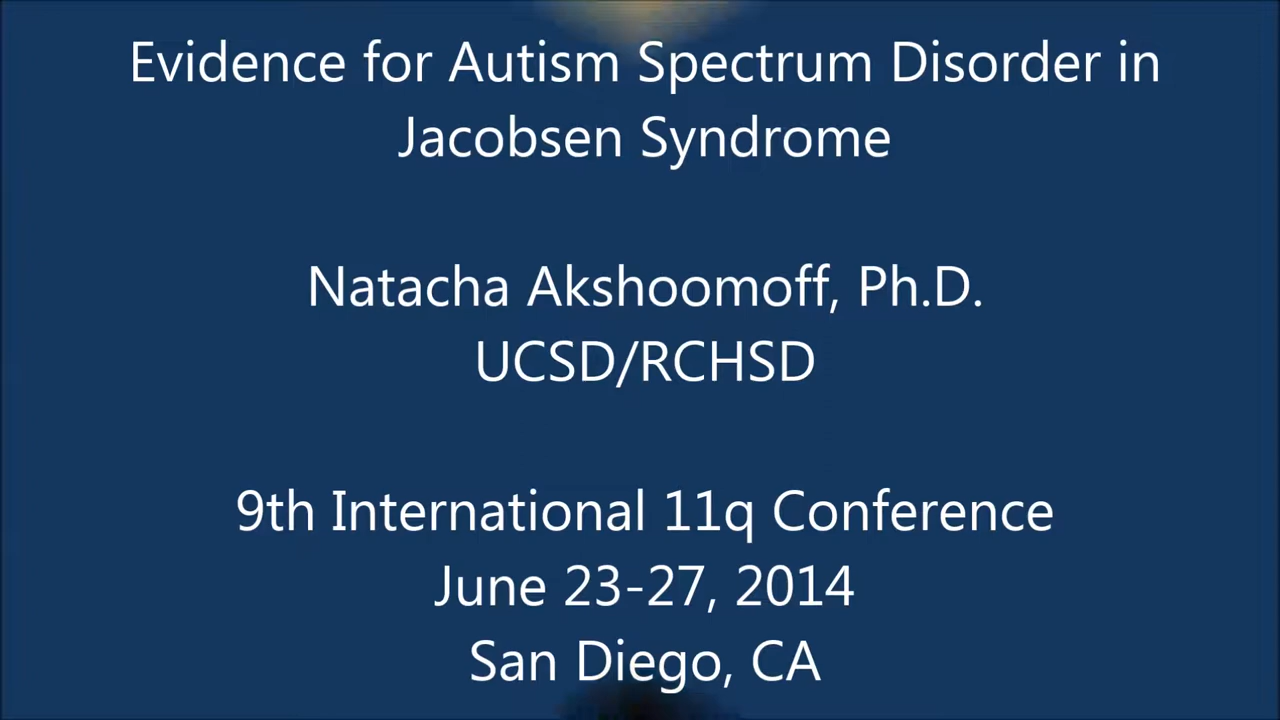 Evidence for Autism Spectrum Disorder in
Jacobsen Syndrome
Natacha Akshoomoff, Ph.D.
UCSD/RCHSD
9th International 11q Conference
June 23-27, 2014
San Diego, CA